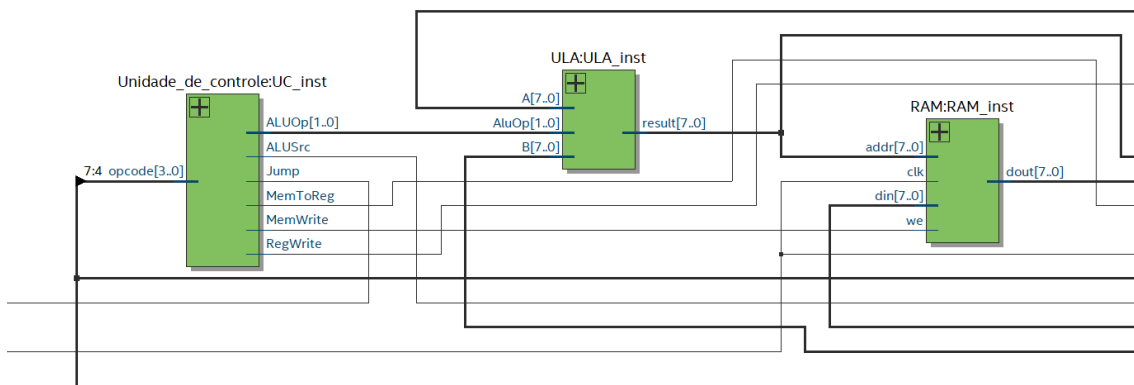 Unidade_de_controle:UC_inst
7:4 opcode[3..0]
ALUOp[1..0]
ALUSrc
Jump
MemToReg
MemWrite
RegWrite
ULA:ULA_inst
A[7..0]
AluOp[1..0]
B[7..0]
result[7..0]
RAM:RAM_inst
addr[7..0]
clk
din[7..0]
we
dout[7..0]